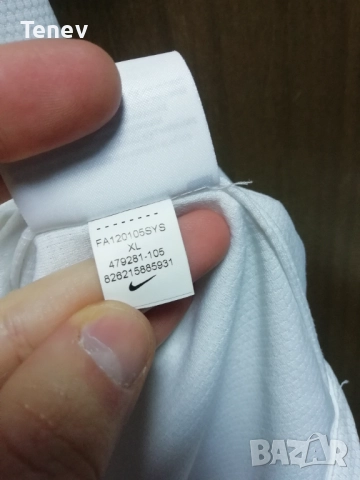 Tenev
FA120105SYS
XL
479281-105
826215885931
BAZAR